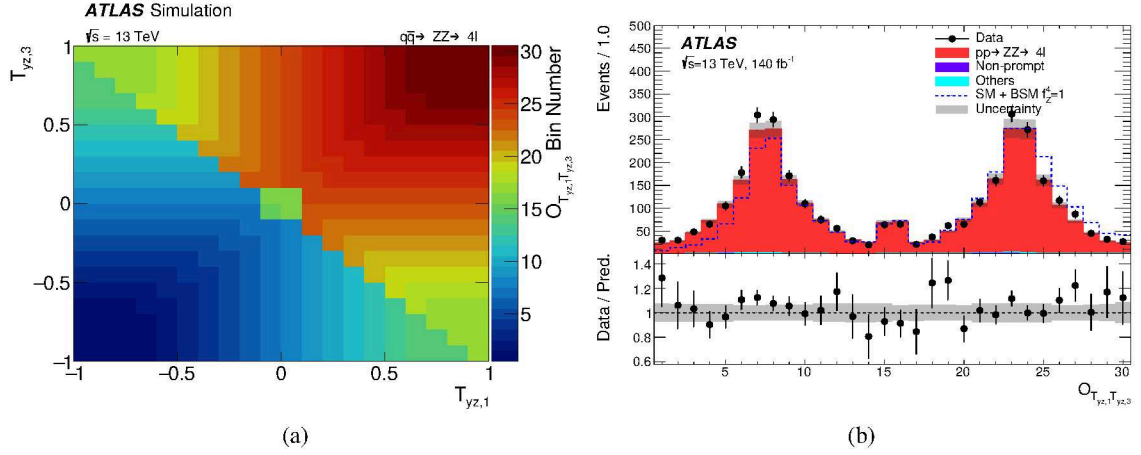 ATLAS Simulation
√s = 13 TeV
qq̄→ ZZ→ 4l
T_yz,3
1
0.5
0
−0.5
−1
−1
−0.5
0
0.5
1
T_yz,1
30
25
20
15
10
5
O_T_yz,1 T_yz,3 Bin Number
(a)
Events / 1.0
500
450
400
350
300
250
200
150
100
50
ATLAS
√s=13 TeV, 140 fb⁻¹
Data
pp→ ZZ→ 4l
Non-prompt
Others
SM + BSM f⁴_Z=1
Uncertainty
Data / Pred.
1.4
1.2
1
0.8
0.6
5
10
15
20
25
30
O_T_yz,1 T_yz,3
(b)